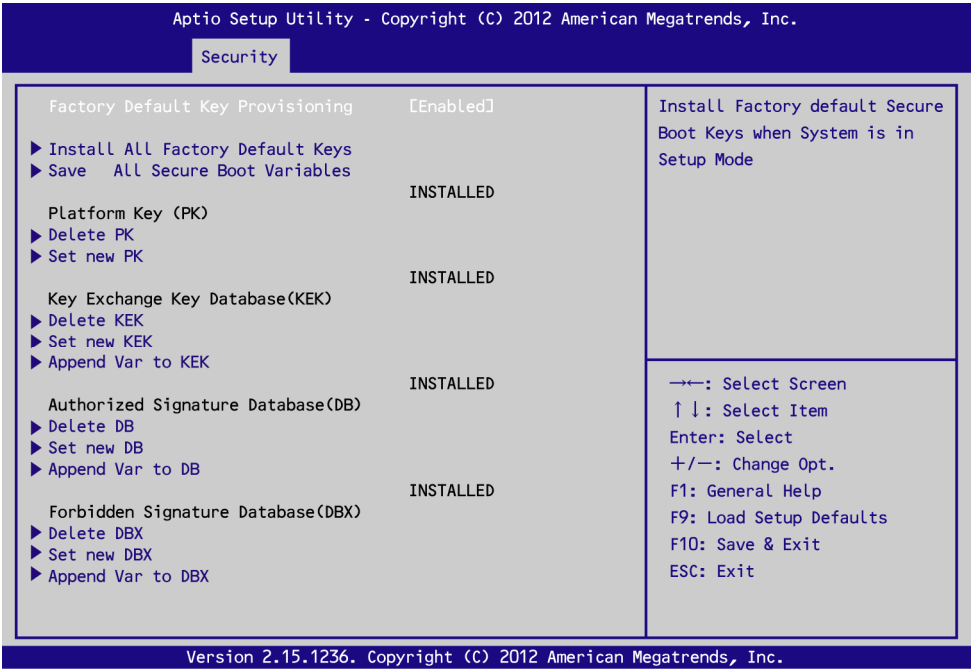 Aptio Setup Utility - Copyright (C) 2012 American Megatrends, Inc.
Security
Factory Default Key Provisioning [Enabled]
Install All Factory Default Keys
Save All Secure Boot Variables
INSTALLED
Platform Key (PK)
Delete PK
Set new PK
INSTALLED
Key Exchange Key Database(KEK)
Delete KEK
Set new KEK
Append Var to KEK
INSTALLED
Authorized Signature Database(DB)
Delete DB
Set new DB
Append Var to DB
INSTALLED
Forbidden Signature Database(DBX)
Delete DBX
Set new DBX
Append Var to DBX
Install Factory default Secure
Boot Keys when System is in
Setup Mode
→←: Select Screen
↑↓: Select Item
Enter: Select
+/-: Change Opt.
F1: General Help
F9: Load Setup Defaults
F10: Save & Exit
ESC: Exit
Version 2.15.1236. Copyright (C) 2012 American Megatrends, Inc.